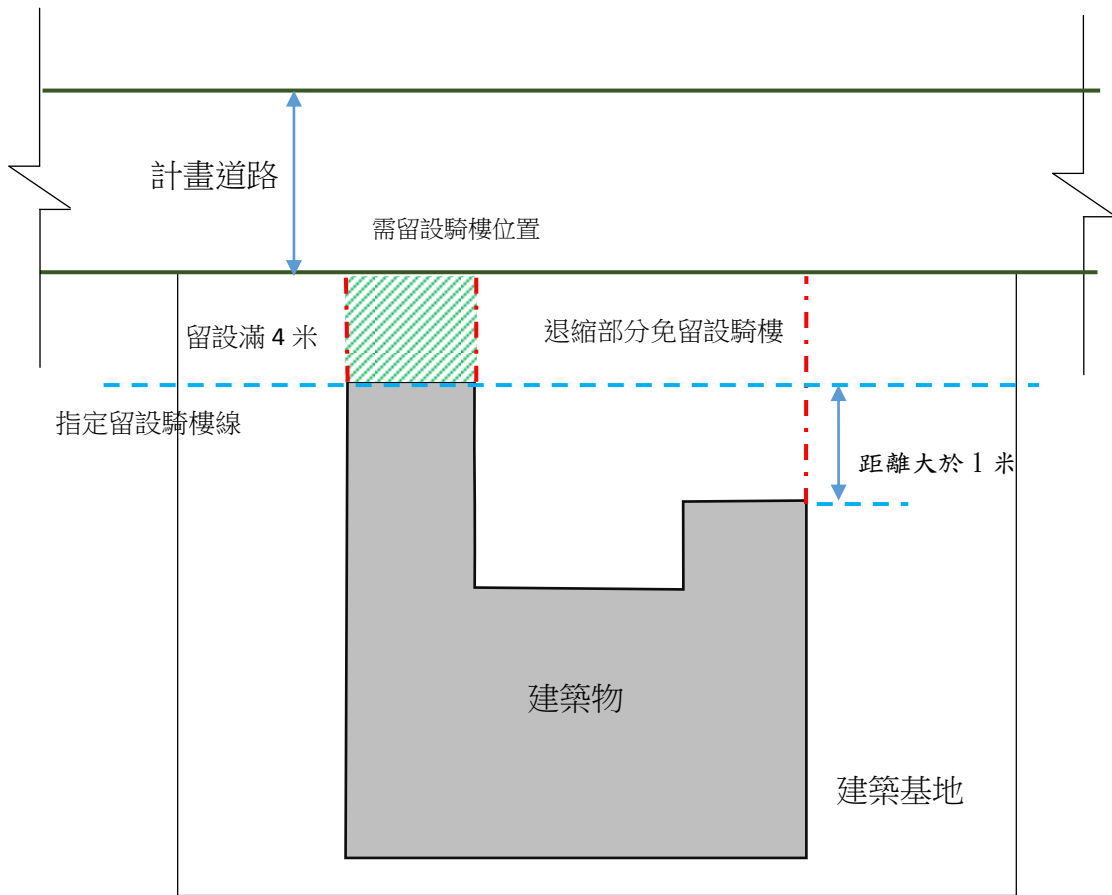 計畫道路
需留設騎樓位置
留設滿 4 米
退縮部分免留設騎樓
指定留設騎樓線
距離大於 1 米
建築物
建築基地